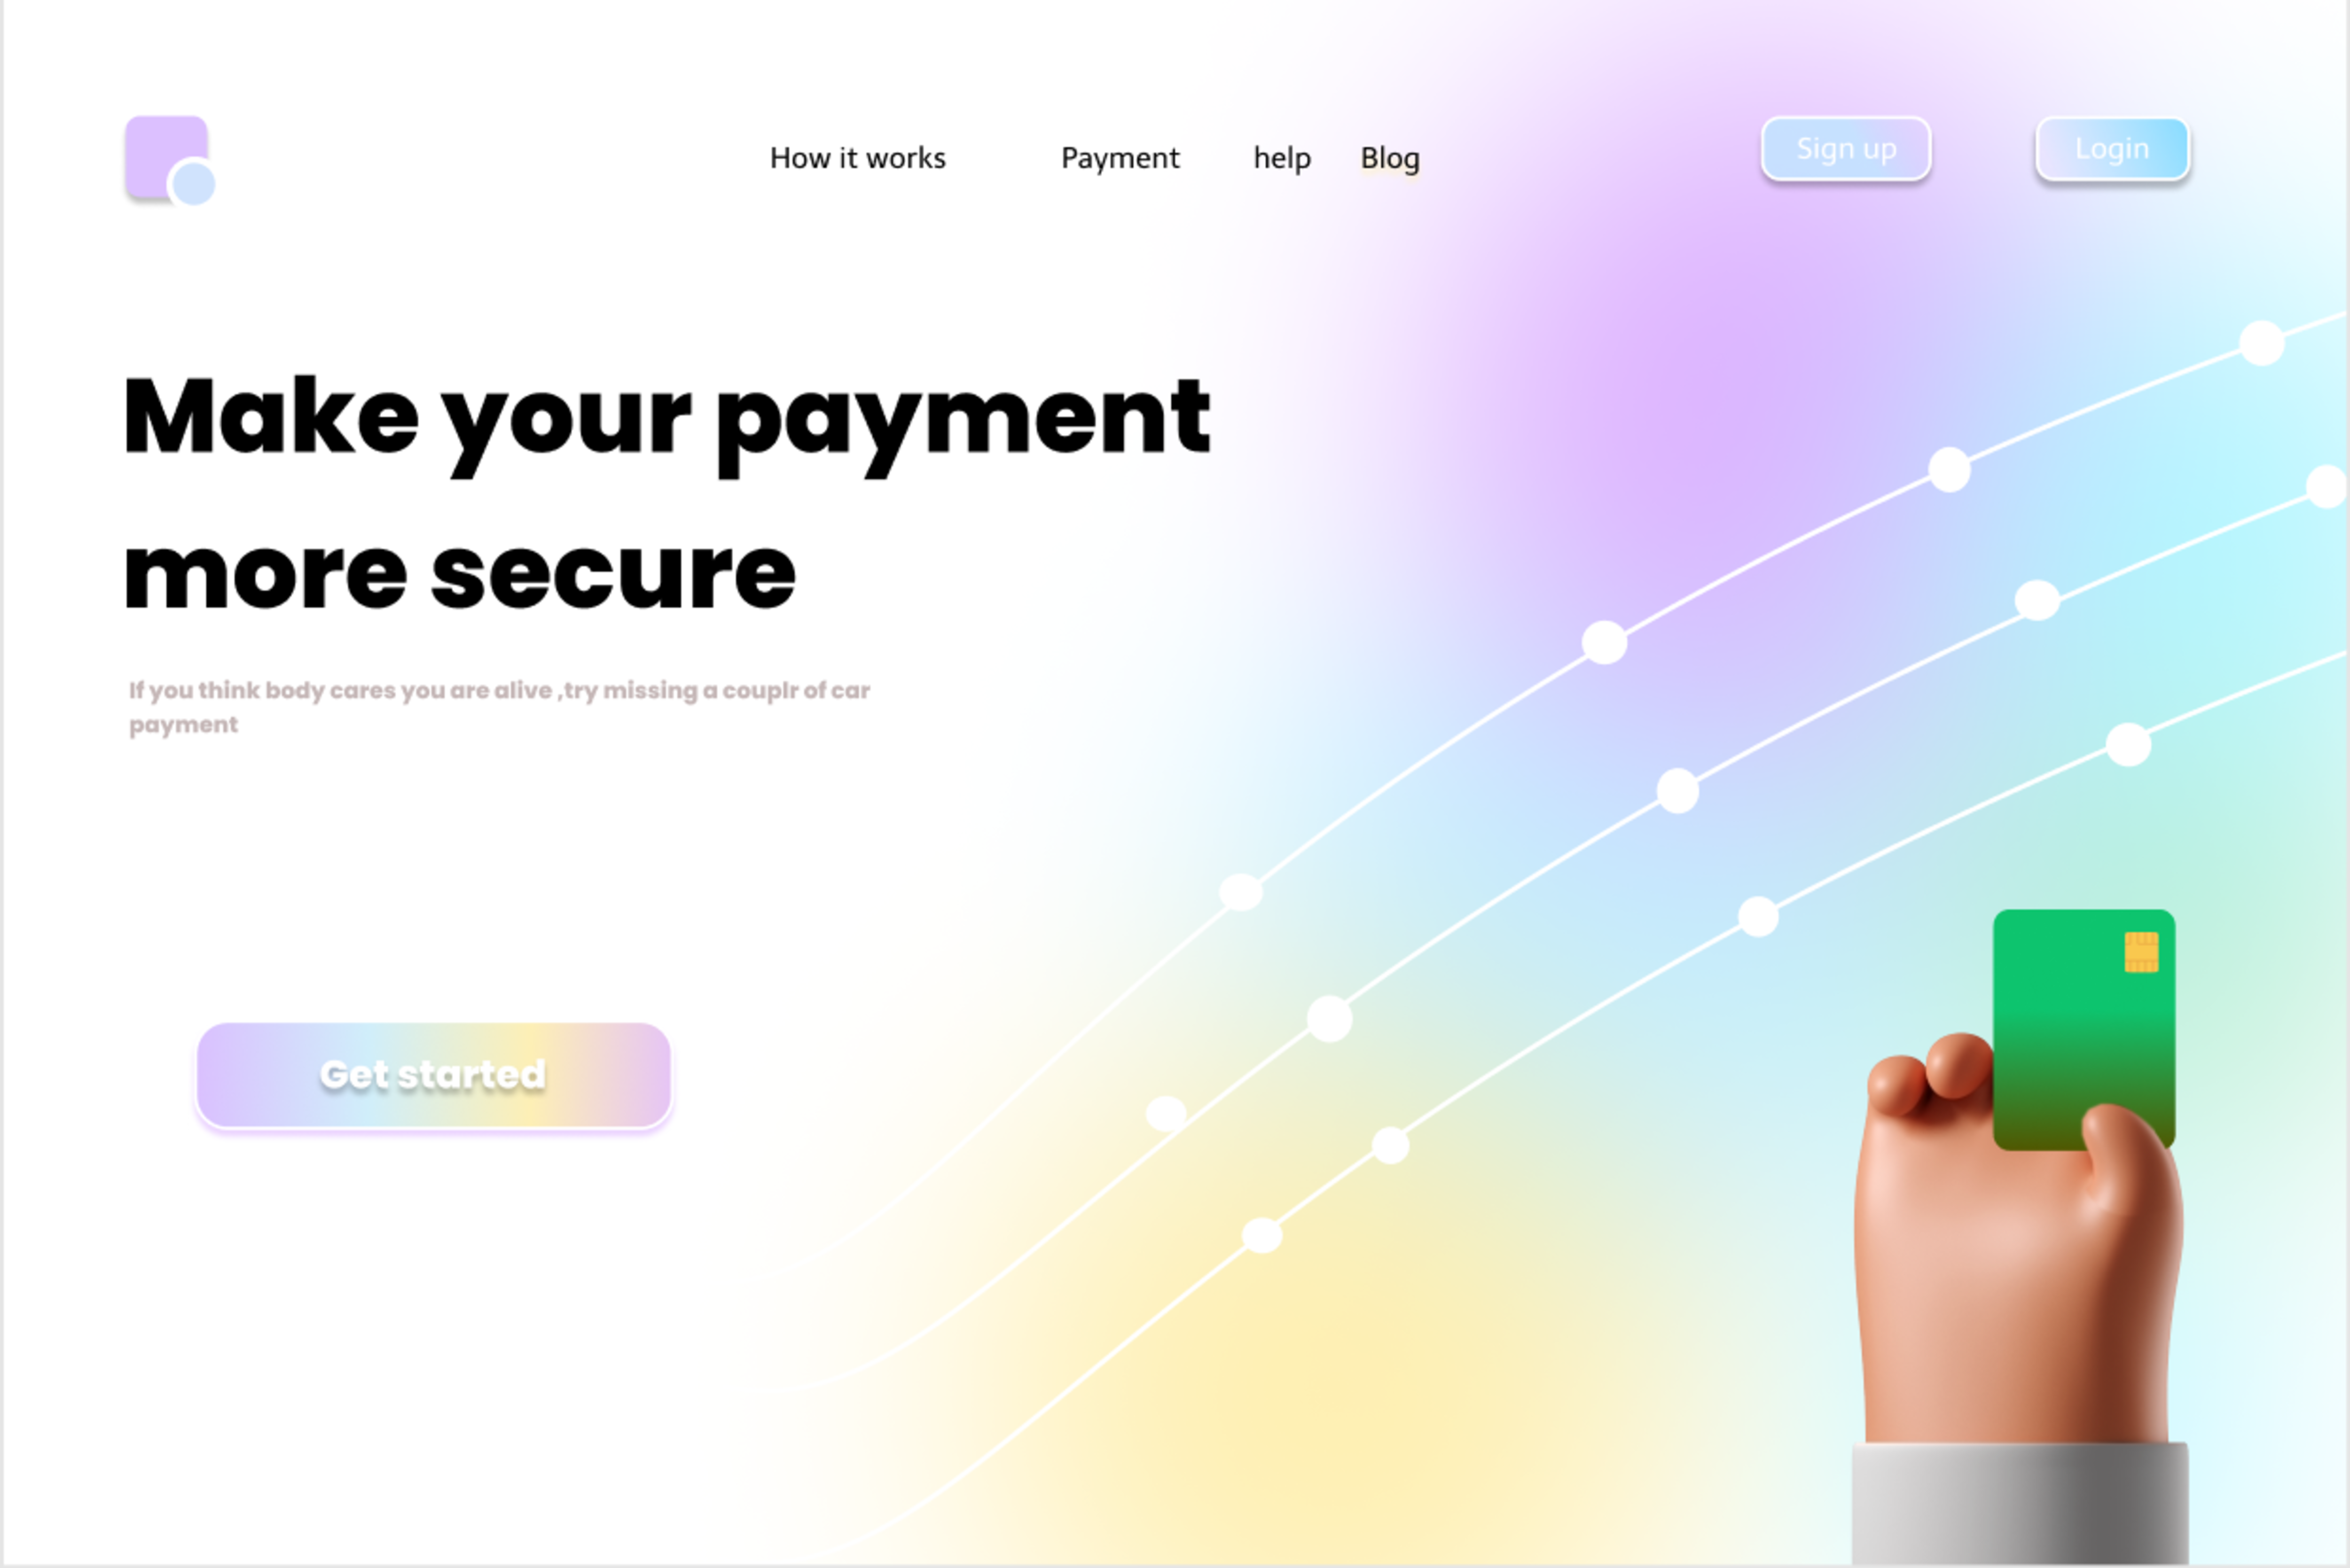 How it works
Payment
help
Blog
Sign up
Login
Make your payment
more secure
If you think body cares you are alive ,try missing a couplr of car
payment
Get started